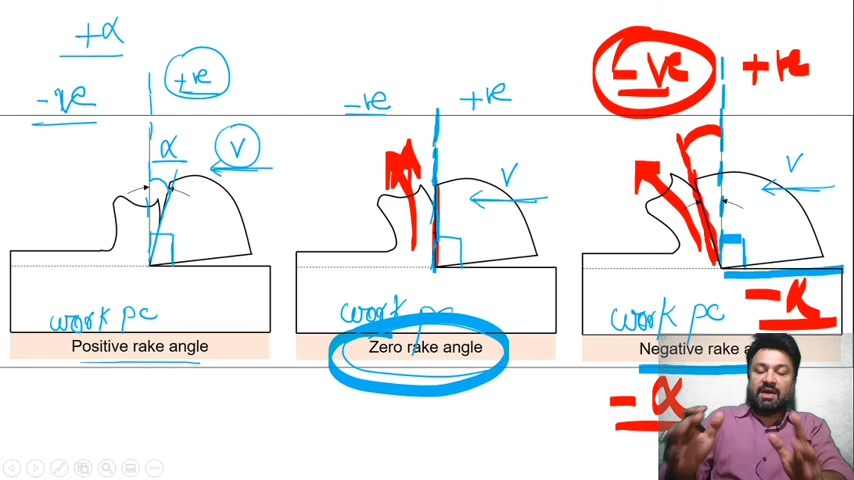 +α
-ve
+ve
α
V
work pc
Positive rake angle
-ve
+ve
V
work pc
Zero rake angle
-ve
+ve
V
work pc
-α
Negative rake a
-α